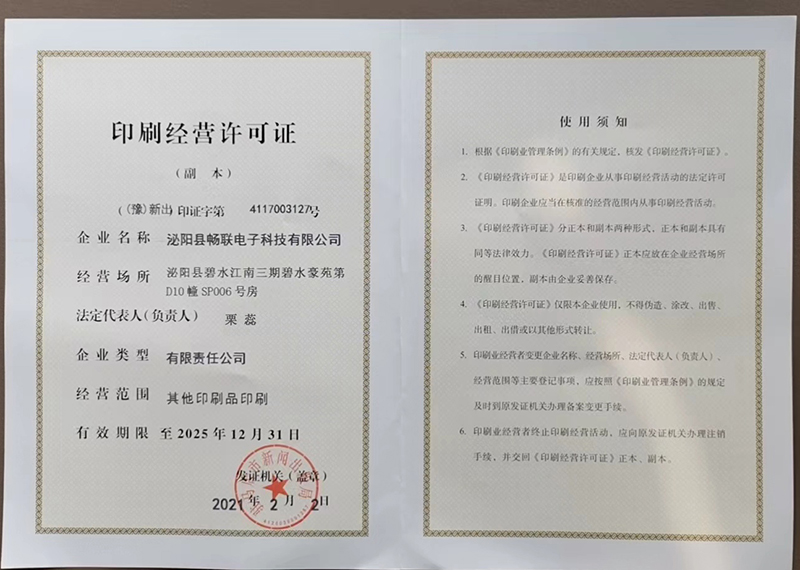 印刷经营许可证
（副 本）
（(豫)新出）印证字第 4117003127号
企业名称 泌阳县畅联电子科技有限公司
经营场所 泌阳县碧水江南三期碧水豪苑第
D10幢SP006号房
法定代表人（负责人） 栗蕊
企业类型 有限责任公司
经营范围 其他印刷品印刷
有效期限 至2025年12月31日
发证机关（盖章）
2021年2月2日
使用须知
1. 根据《印刷业管理条例》的有关规定，核发《印刷经营许可证》。
2. 《印刷经营许可证》是印刷企业从事印刷经营活动的法定许可
证明。印刷企业应当在核准的经营范围内从事印刷经营活动。
3. 《印刷经营许可证》分正本和副本两种形式，正本和副本具有
同等法律效力。《印刷经营许可证》正本应放在企业经营场所
的醒目位置，副本由企业妥善保存。
4. 《印刷经营许可证》仅限本企业使用，不得伪造、涂改、出售、
出租、出借或以其他形式转让。
5. 印刷业经营者变更企业名称、经营场所、法定代表人（负责人）、
经营范围等主要登记事项，应按照《印刷业管理条例》的规定
及时到原发证机关办理备案变更手续。
6. 印刷业经营者终止印刷经营活动，应向原发证机关办理注销
手续，并交回《印刷经营许可证》正本、副本。